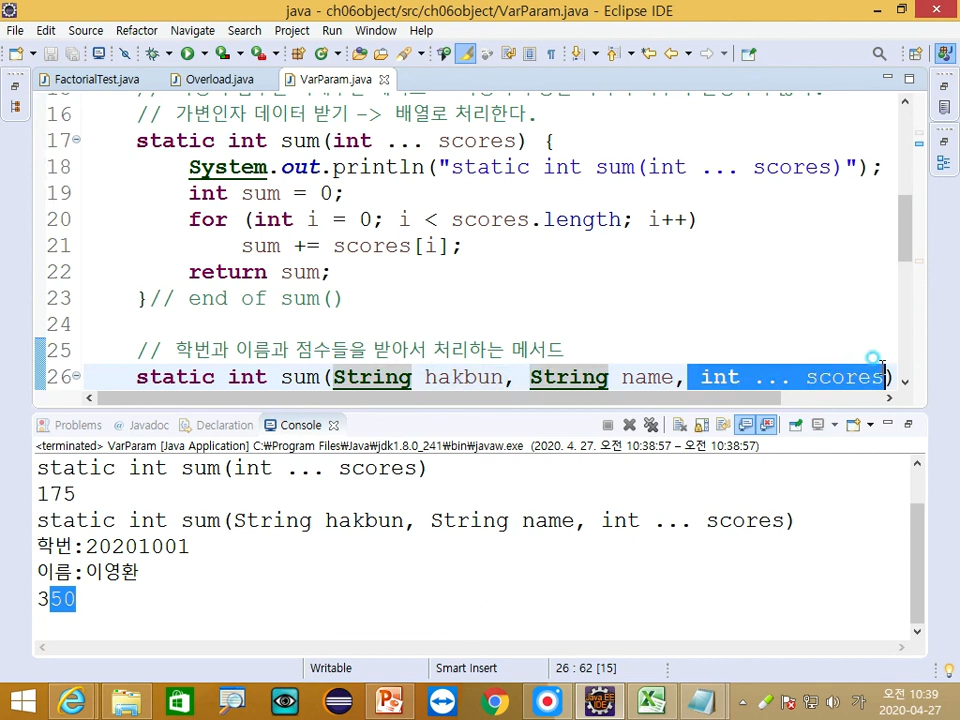 java - ch06object/src/ch06object/VarParam.java - Eclipse IDE
File Edit Source Refactor Navigate Search Project Run Window Help
FactorialTest.java Overload.java VarParam.java
16 // 가변인자 데이터 받기 -> 배열로 처리한다.
17 static int sum(int ... scores) {
18 System.out.println("static int sum(int ... scores)");
19 int sum = 0;
20 for (int i = 0; i < scores.length; i++)
21 sum += scores[i];
22 return sum;
23 }// end of sum()
24
25 // 학번과 이름과 점수들을 받아서 처리하는 메서드
26 static int sum(String hakbun, String name, int ... scores)
Problems Javadoc Declaration Console
<terminated> VarParam [Java Application] C:₩Program Files₩Java₩jdk1.8.0_241₩bin₩javaw.exe (2020. 4. 27. 오전 10:38:57 – 오전 10:38:57)
static int sum(int ... scores)
175
static int sum(String hakbun, String name, int ... scores)
학번:20201001
이름:이영환
350
Writable Smart Insert 26 : 62 [15]
가 오전 10:39
2020-04-27